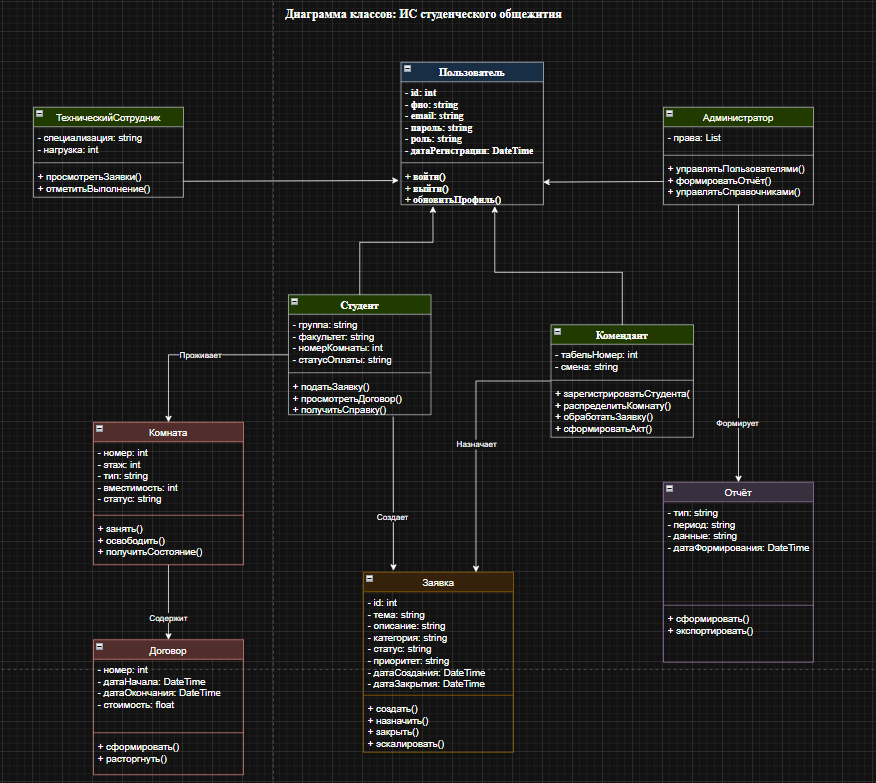 Диаграмма классов: ИС студенческого общежития
Пользователь
- id: int
- фио: string
- email: string
- пароль: string
- роль: string
- датаРегистрации: DateTime
+ войти()
+ выйти()
+ обновитьПрофиль()
ТехническийСотрудник
- специализация: string
- нагрузка: int
+ просмотретьЗаявки()
+ отметитьВыполнение()
Администратор
- права: List
+ управлятьПользователями()
+ формироватьОтчёт()
+ управлятьСправочниками()
Студент
- группа: string
- факультет: string
- номерКомнаты: int
- статусОплаты: string
+ податьЗаявку()
+ просмотретьДоговор()
+ получитьСправку()
Комендант
- табельНомер: int
- смена: string
+ зарегистрироватьСтудента(
+ распределитьКомнату()
+ обработатьЗаявку()
+ сформироватьАкт()
Проживает
Назначает
Формирует
Комната
- номер: int
- этаж: int
- тип: string
- вместимость: int
- статус: string
+ занять()
+ освободить()
+ получитьСостояние()
Создает
Отчёт
- тип: string
- период: string
- данные: string
- датаФормирования: DateTime
+ сформировать()
+ экспортировать()
Содержит
Заявка
- id: int
- тема: string
- описание: string
- категория: string
- статус: string
- приоритет: string
- датаСоздания: DateTime
- датаЗакрытия: DateTime
+ создать()
+ назначить()
+ закрыть()
+ эскалировать()
Договор
- номер: int
- датаНачала: DateTime
- датаОкончания: DateTime
- стоимость: float
+ сформировать()
+ расторгнуть()